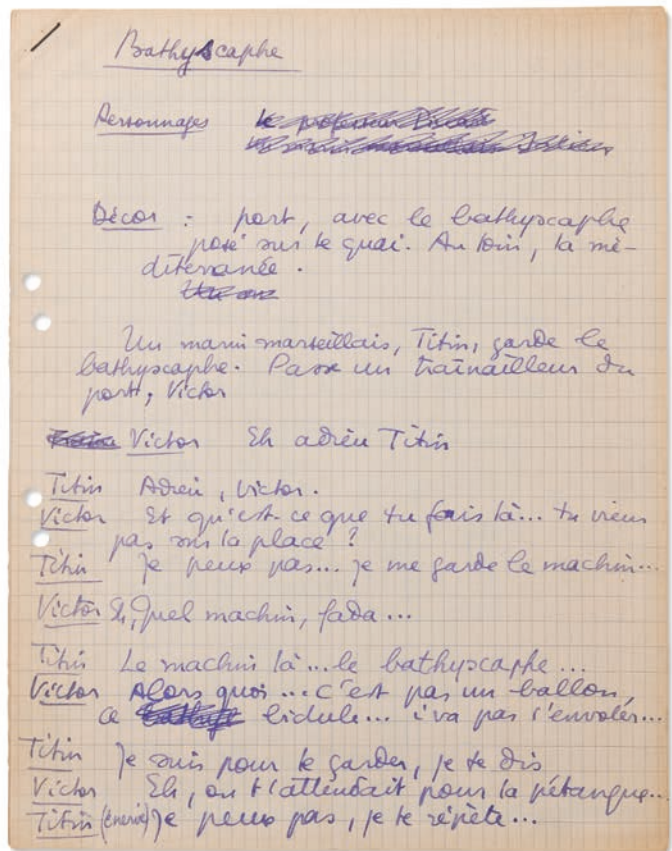 /
Bathyscaphe
Personnages le professeur
Décor : port, avec le bathyscaphe
posé sur le quai. Au loin, la mé-
diterranée.
Un marin marseillais, Titin, garde le
bathyscaphe. Passe un traînailleur du
port, Victor
Victor Eh adieu Titin
Titin Adieu, Victor.
Victor Et qu'est-ce que tu fais là... tu viens
pas sur la place ?
Titin Je peux pas... je me garde le machin...
Victor Eh, Quel machin, fada...
Titin Le machin là... le bathyscaphe...
Victor Alors quoi... c'est pas un ballon,
ce bidule... i va pas s'envoler...
Titin Je suis pour le garder, je te dis
Victor Eh, on t'attendait pour la pétanque...
Titin (énervé) Je peux pas, je te répète...